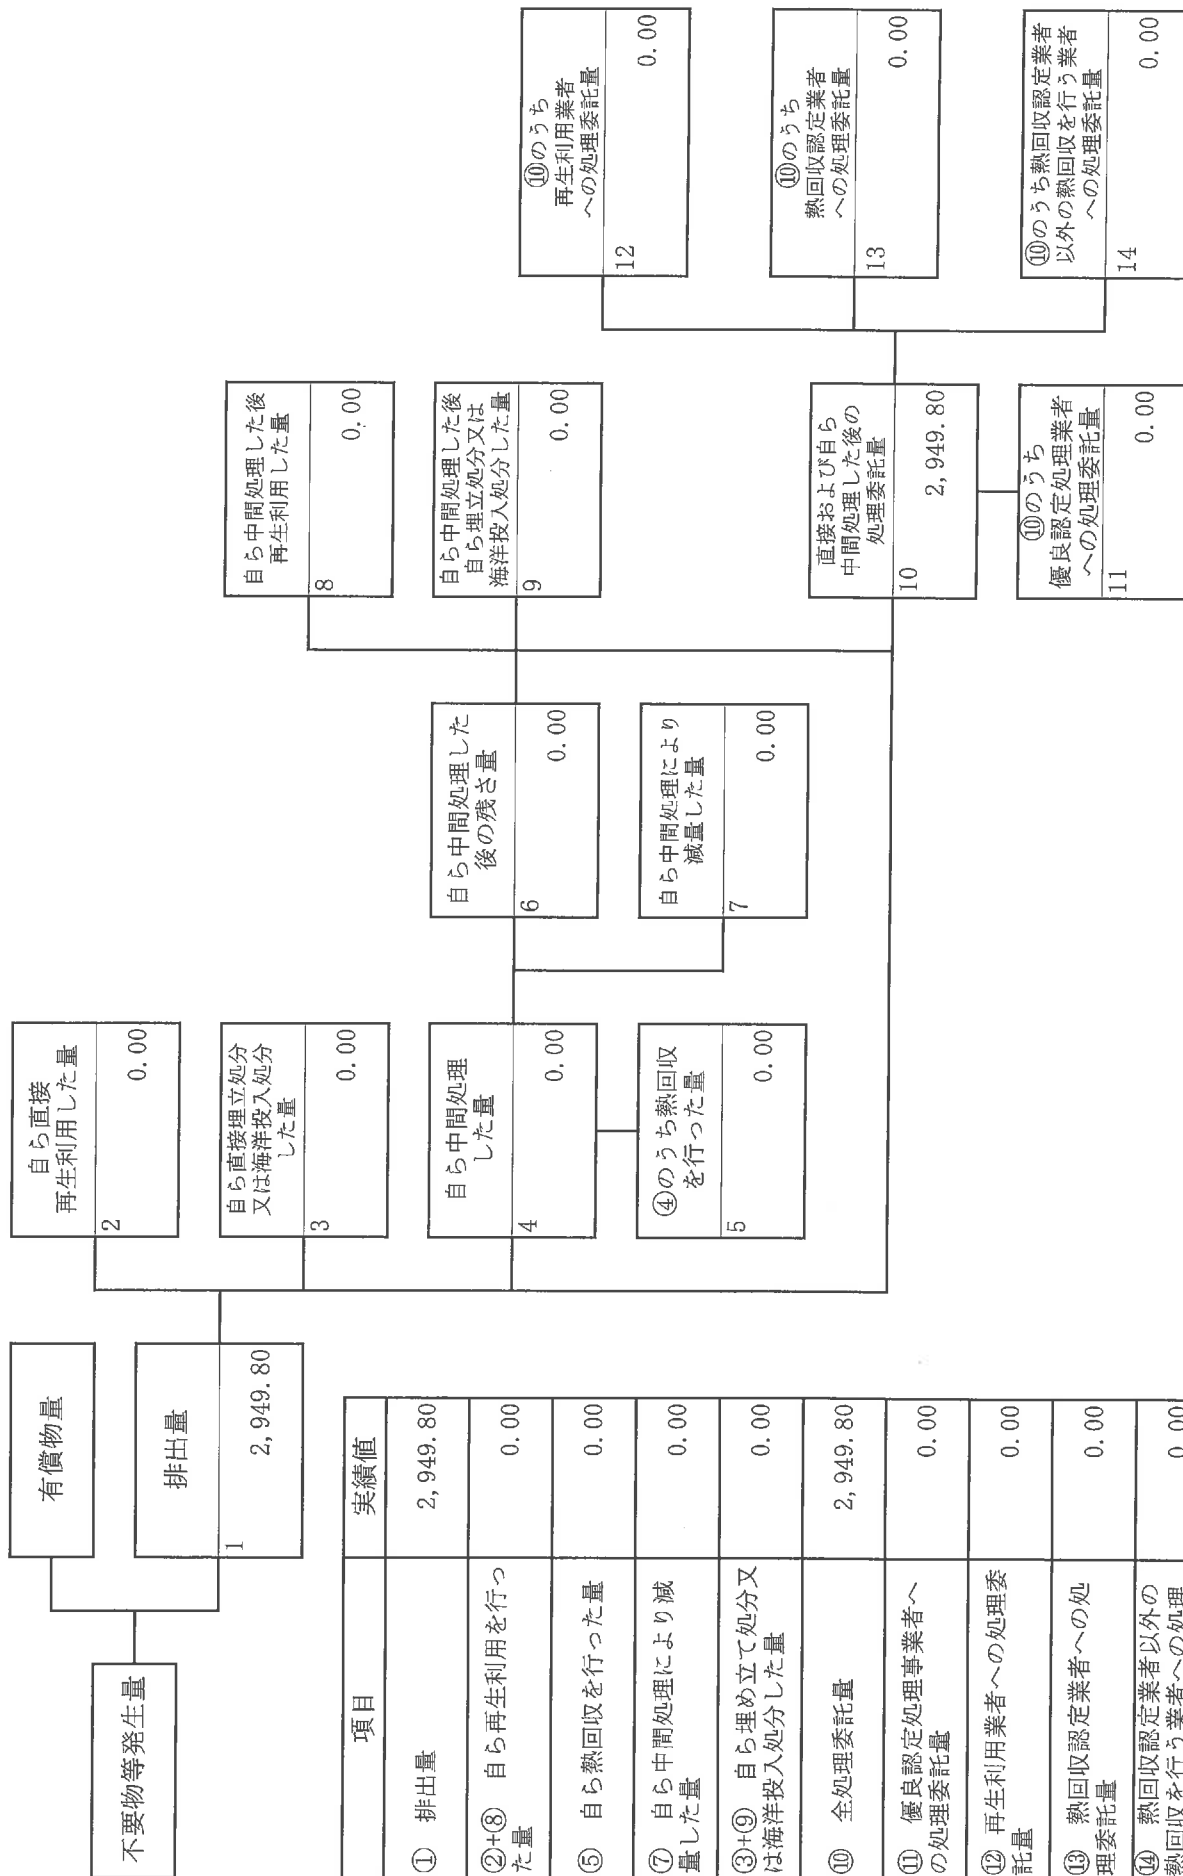 不要物等発生量
有償物量
排出量
1
2,949.80
自ら直接
再生利用した量
2
0.00
自ら直接埋立処分
又は海洋投入処分
した量
3
0.00
自ら中間処理
した量
4
0.00
④のうち熱回収
を行った量
5
0.00
自ら中間処理した
後の残さ量
6
0.00
自ら中間処理により
減量した量
7
0.00
自ら中間処理した後
再生利用した量
8
0.00
自ら中間処理した後
自ら埋立処分又は
海洋投入処分した量
9
0.00
直接および自ら
中間処理した後の
処理委託量
10
2,949.80
⑩のうち
優良認定処理業者
への処理委託量
11
0.00
⑩のうち
再生利用業者
への処理委託量
12
0.00
⑩のうち
熱回収認定業者
への処理委託量
13
0.00
⑩のうち熱回収認定業者
以外の熱回収を行う業者
への処理委託量
14
0.00
項目 実績値
① 排出量 2,949.80
②+⑧ 自ら再生利用を行っ
た量 0.00
⑤ 自ら熱回収を行った量 0.00
⑦ 自ら中間処理により減
量した量 0.00
③+⑨ 自ら埋め立て処分又
は海洋投入処分した量 0.00
⑩ 全処理委託量 2,949.80
⑪ 優良認定処理事業者へ
の処理委託量 0.00
⑫ 再生利用業者への処理委
託量 0.00
⑬ 熱回収認定業者への処
理委託量 0.00
⑭ 熱回収認定業者以外の
熱回収を行う業者への処理 0.00